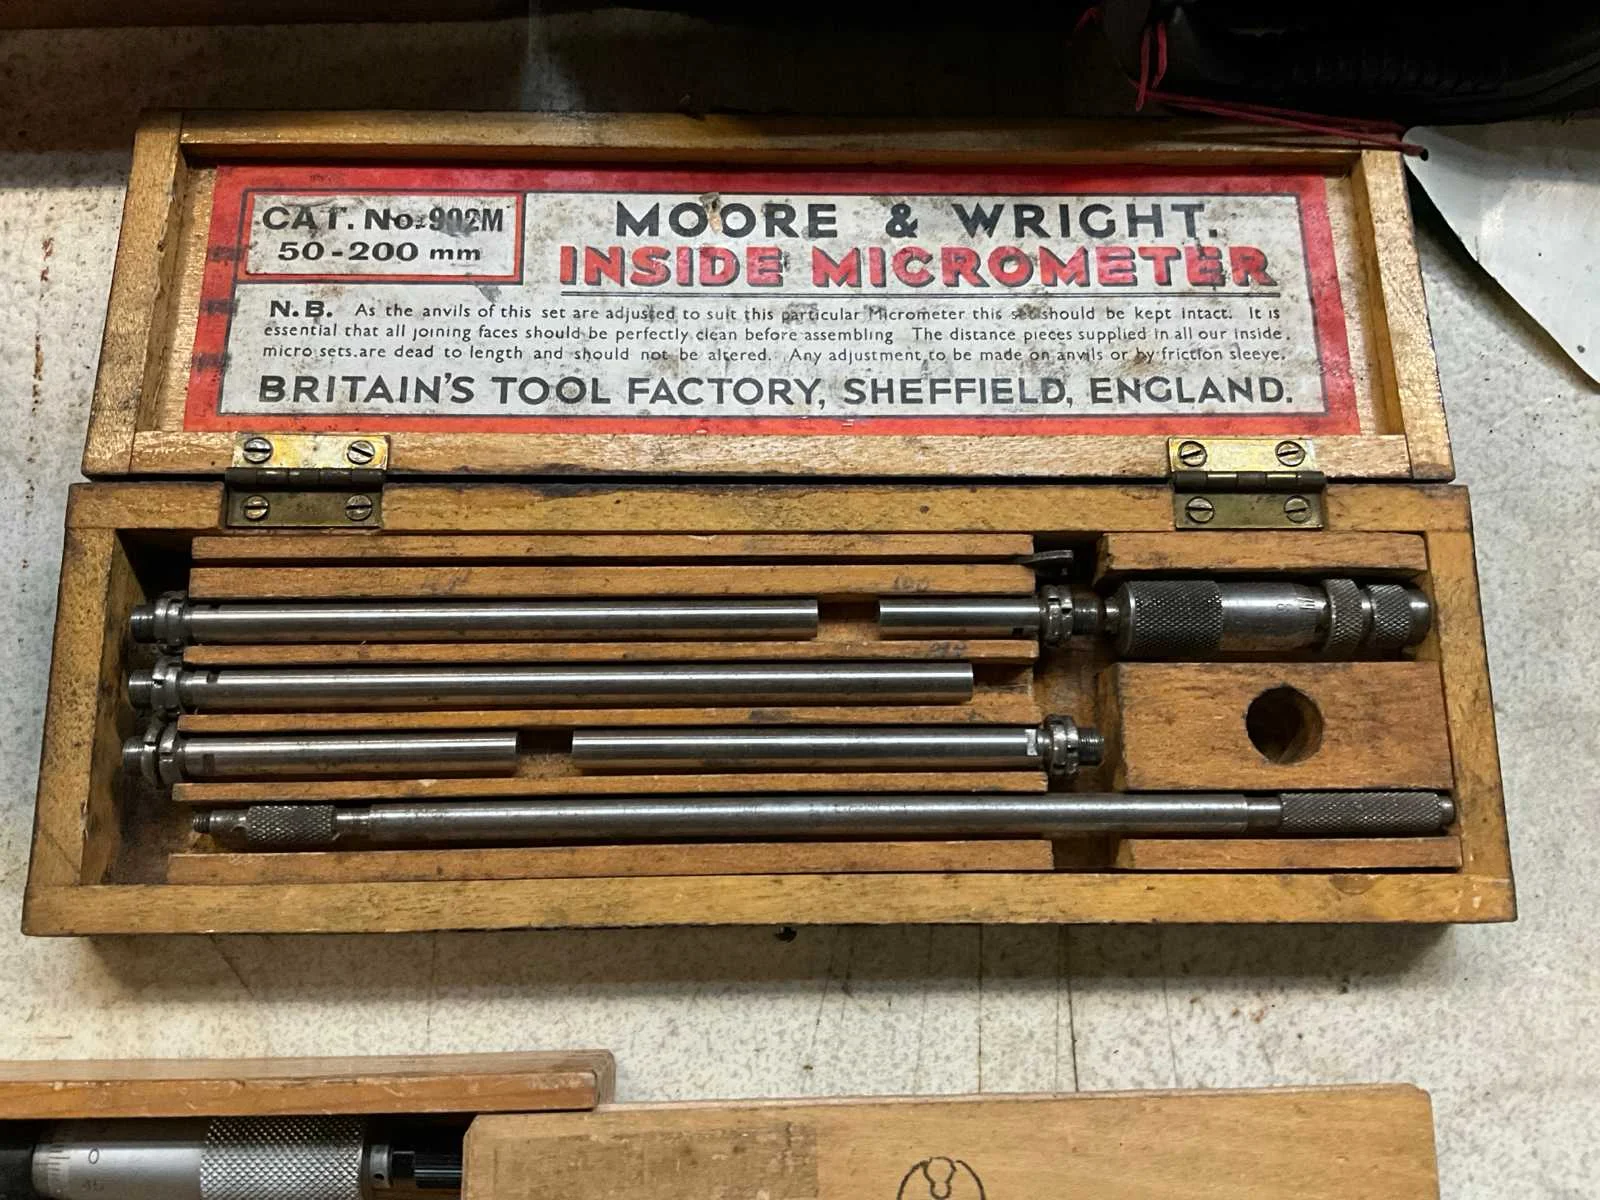 CAT. No. 902M
50-200 mm
MOORE & WRIGHT.
INSIDE MICROMETER
N.B. As the anvils of this set are adjusted to suit this particular Micrometer this set should be kept intact. It is
essential that all joining faces should be perfectly clean before assembling The distance pieces supplied in all our inside
micro sets.are dead to length and should not be altered. Any adjustment to be made on anvils or by friction sleeve.
BRITAIN'S TOOL FACTORY, SHEFFIELD, ENGLAND.
0
45